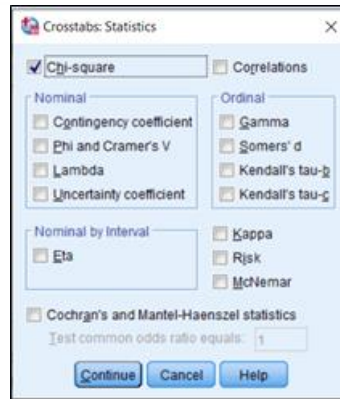 Crosstabs: Statistics
Chi-square
Correlations
Nominal
Contingency coefficient
Phi and Cramer's V
Lambda
Uncertainty coefficient
Ordinal
Gamma
Somers' d
Kendall's tau-b
Kendall's tau-c
Nominal by Interval
Eta
Kappa
Risk
McNemar
Cochran's and Mantel-Haenszel statistics
Test common odds ratio equals: 1
Continue Cancel Help